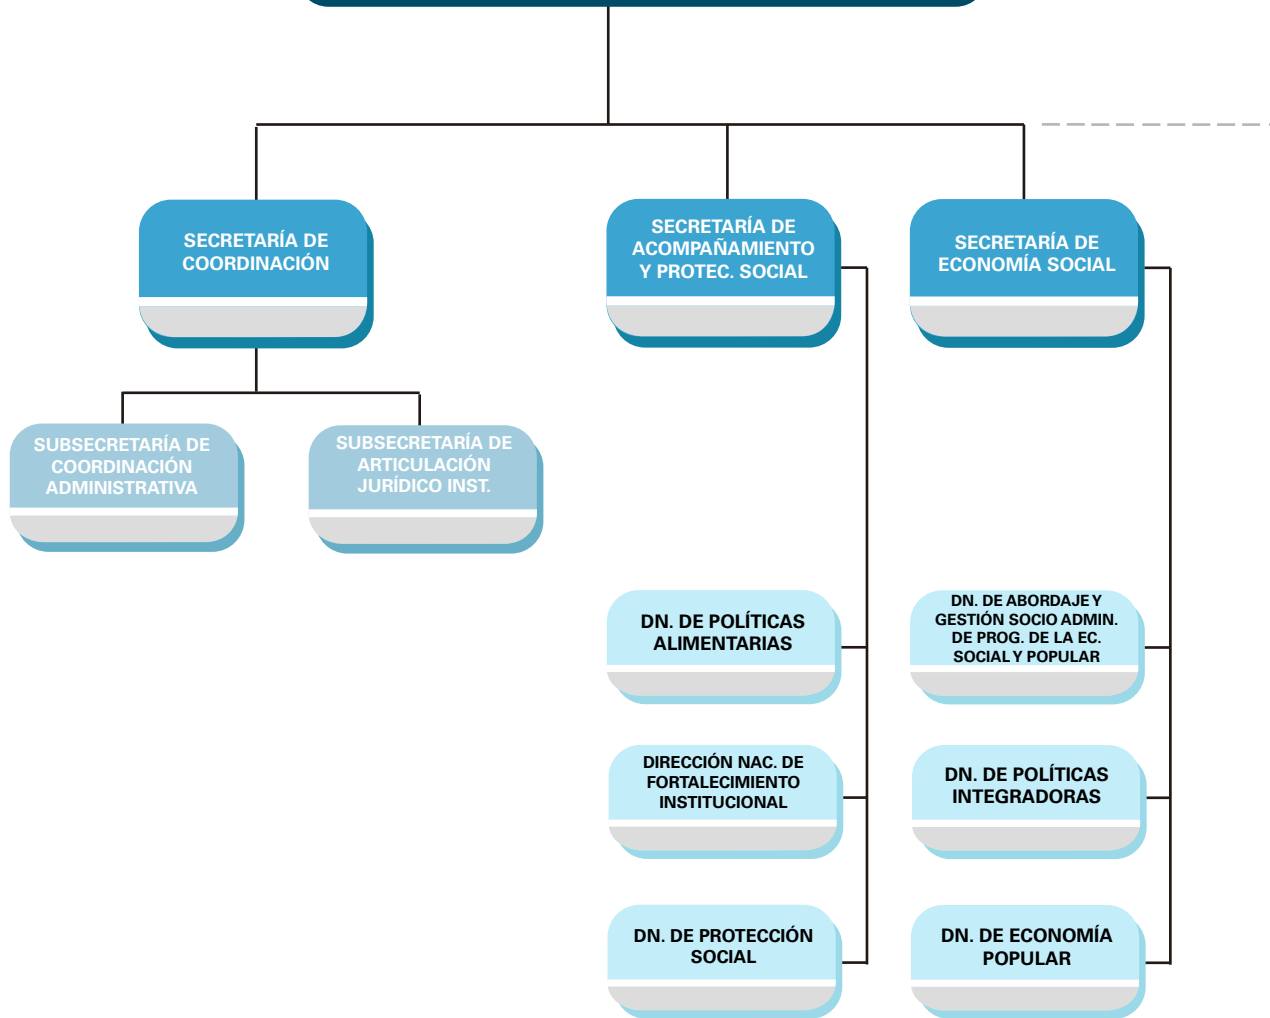 SECRETARÍA DE
COORDINACIÓN
SECRETARÍA DE
ACOMPAÑAMIENTO
Y PROTEC. SOCIAL
SECRETARÍA DE
ECONOMÍA SOCIAL
SUBSECRETARÍA DE
COORDINACIÓN
ADMINISTRATIVA
SUBSECRETARÍA DE
ARTICULACIÓN
JURÍDICO INST.
DN. DE POLÍTICAS
ALIMENTARIAS
DN. DE ABORDAJE Y
GESTIÓN SOCIO ADMIN.
DE PROG. DE LA EC.
SOCIAL Y POPULAR
DIRECCIÓN NAC. DE
FORTALECIMIENTO
INSTITUCIONAL
DN. DE POLÍTICAS
INTEGRADORAS
DN. DE PROTECCIÓN
SOCIAL
DN. DE ECONOMÍA
POPULAR